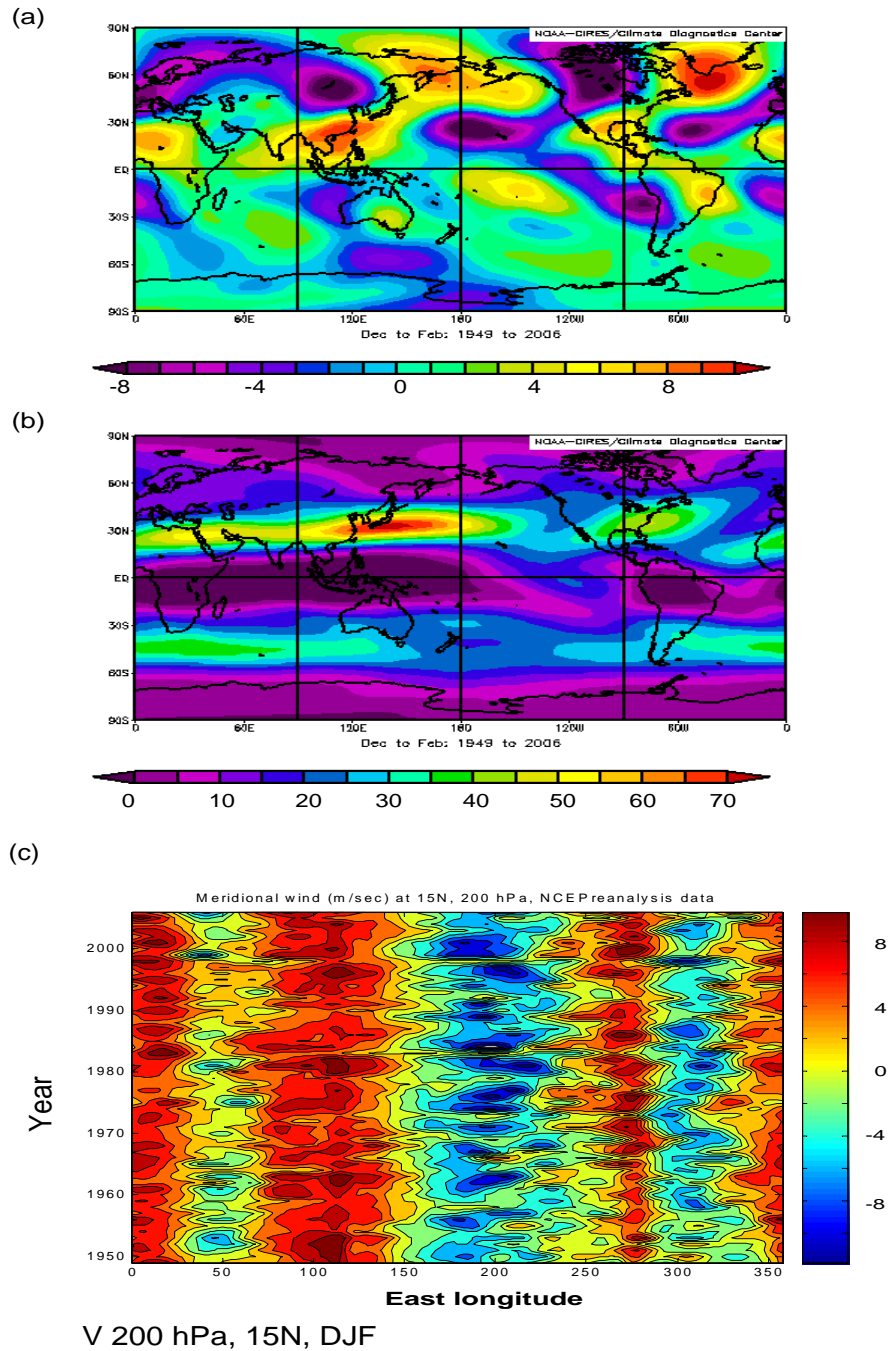 (a)
NOAA-CIRES/Climate Diagnostics Center
90N
60N
30N
EQ
30S
60S
90S
0 60E 120E 180 120W 60W 0
Dec to Feb: 1949 to 2006
-8 -4 0 4 8
(b)
NOAA-CIRES/Climate Diagnostics Center
90N
60N
30N
EQ
30S
60S
90S
0 60E 120E 180 120W 60W 0
Dec to Feb: 1949 to 2006
0 10 20 30 40 50 60 70
(c)
Meridional wind (m/sec) at 15N, 200 hPa, NCEP reanalysis data
Year
2000
1990
1980
1970
1960
1950
0 50 100 150 200 250 300 350
East longitude
8
4
0
-4
-8
V 200 hPa, 15N, DJF